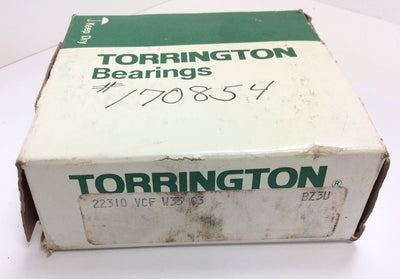 Keep Dry
TORRINGTON
Bearings
#170854
TORRINGTON®
22310 VCF W33 C3 BZ3U